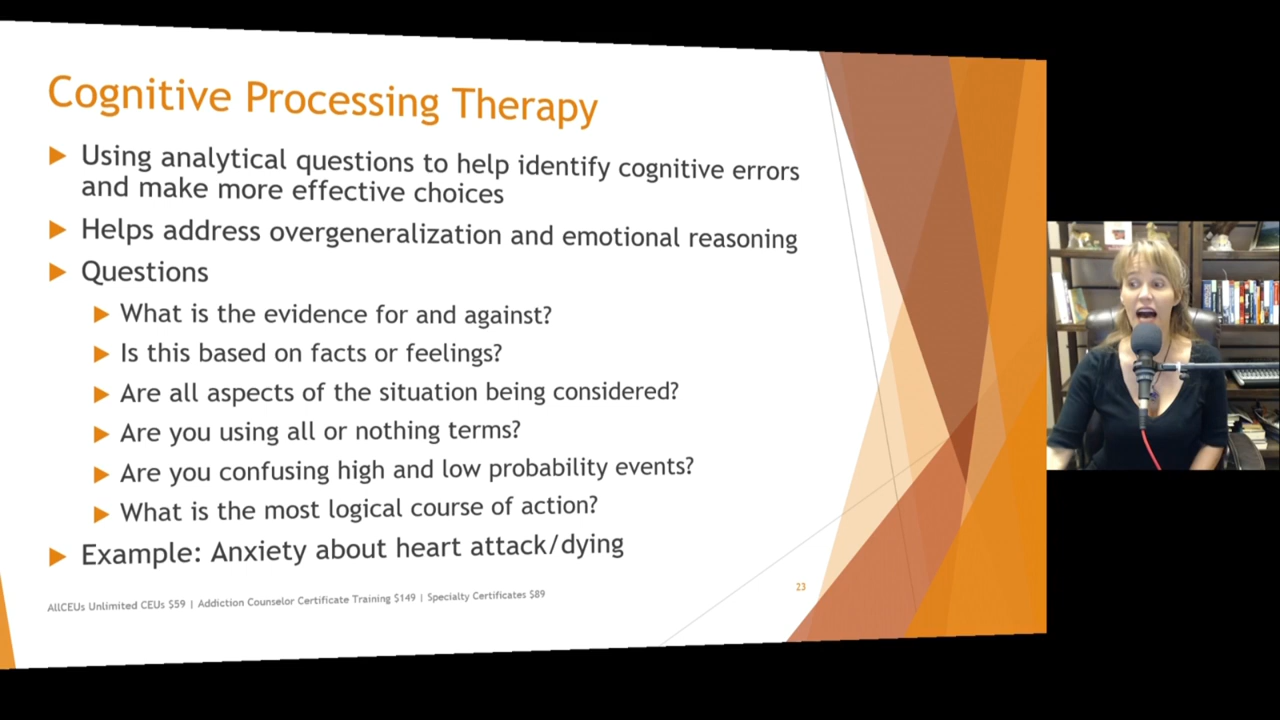 Cognitive Processing Therapy
Using analytical questions to help identify cognitive errors
and make more effective choices
Helps address overgeneralization and emotional reasoning
Questions
What is the evidence for and against?
Is this based on facts or feelings?
Are all aspects of the situation being considered?
Are you using all or nothing terms?
Are you confusing high and low probability events?
What is the most logical course of action?
Example: Anxiety about heart attack/dying
23
AllCEUs Unlimited CEUs $59 | Addiction Counselor Certificate Training $149 | Specialty Certificates $89